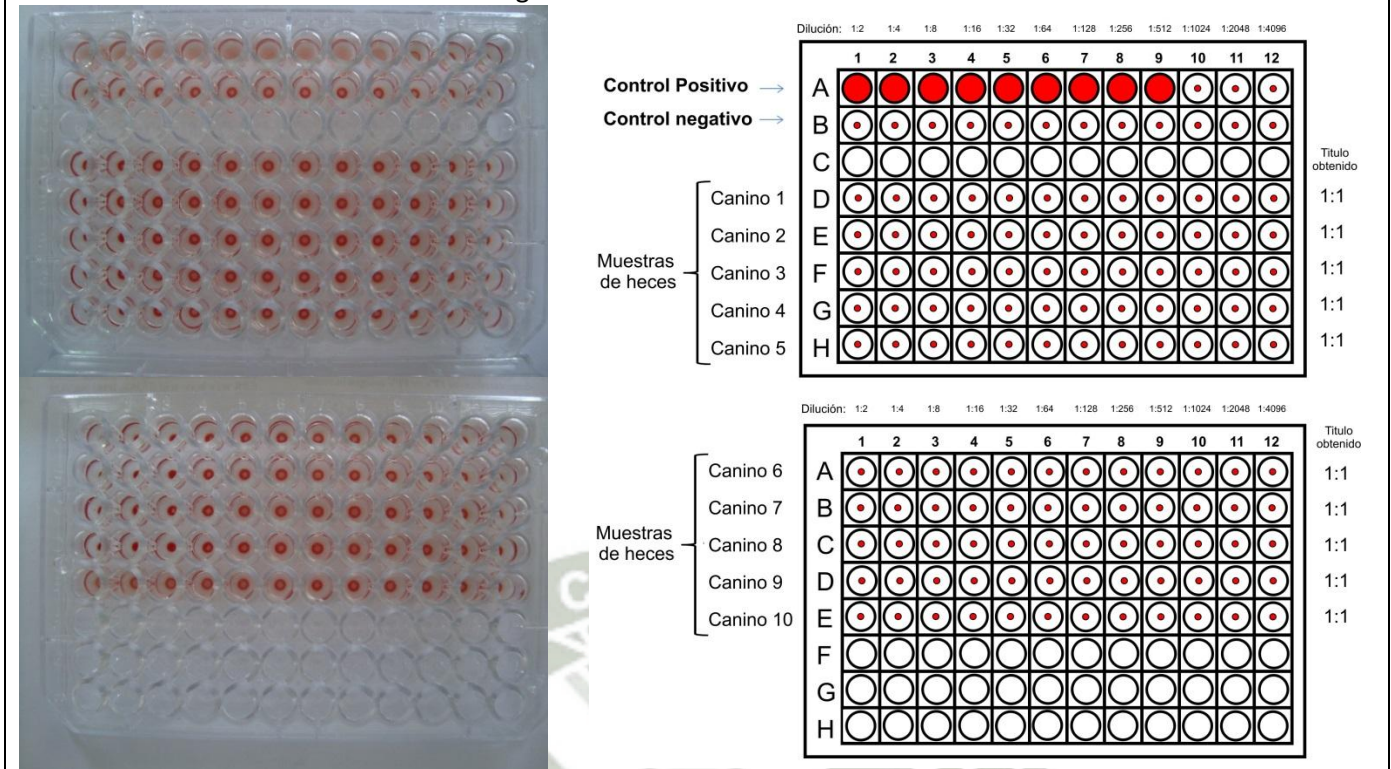 Dilución: 1:2 1:4 1:8 1:16 1:32 1:64 1:128 1:256 1:512 1:1024 1:2048 1:4096
1 2 3 4 5 6 7 8 9 10 11 12
Control Positivo → A
Control negativo → B
C
Titulo
obtenido
Muestras
de heces
Canino 1 D 1:1
Canino 2 E 1:1
Canino 3 F 1:1
Canino 4 G 1:1
Canino 5 H 1:1
Dilución: 1:2 1:4 1:8 1:16 1:32 1:64 1:128 1:256 1:512 1:1024 1:2048 1:4096
Titulo
obtenido
1 2 3 4 5 6 7 8 9 10 11 12
Muestras
de heces
Canino 6 A 1:1
Canino 7 B 1:1
Canino 8 C 1:1
Canino 9 D 1:1
Canino 10 E 1:1
F
G
H